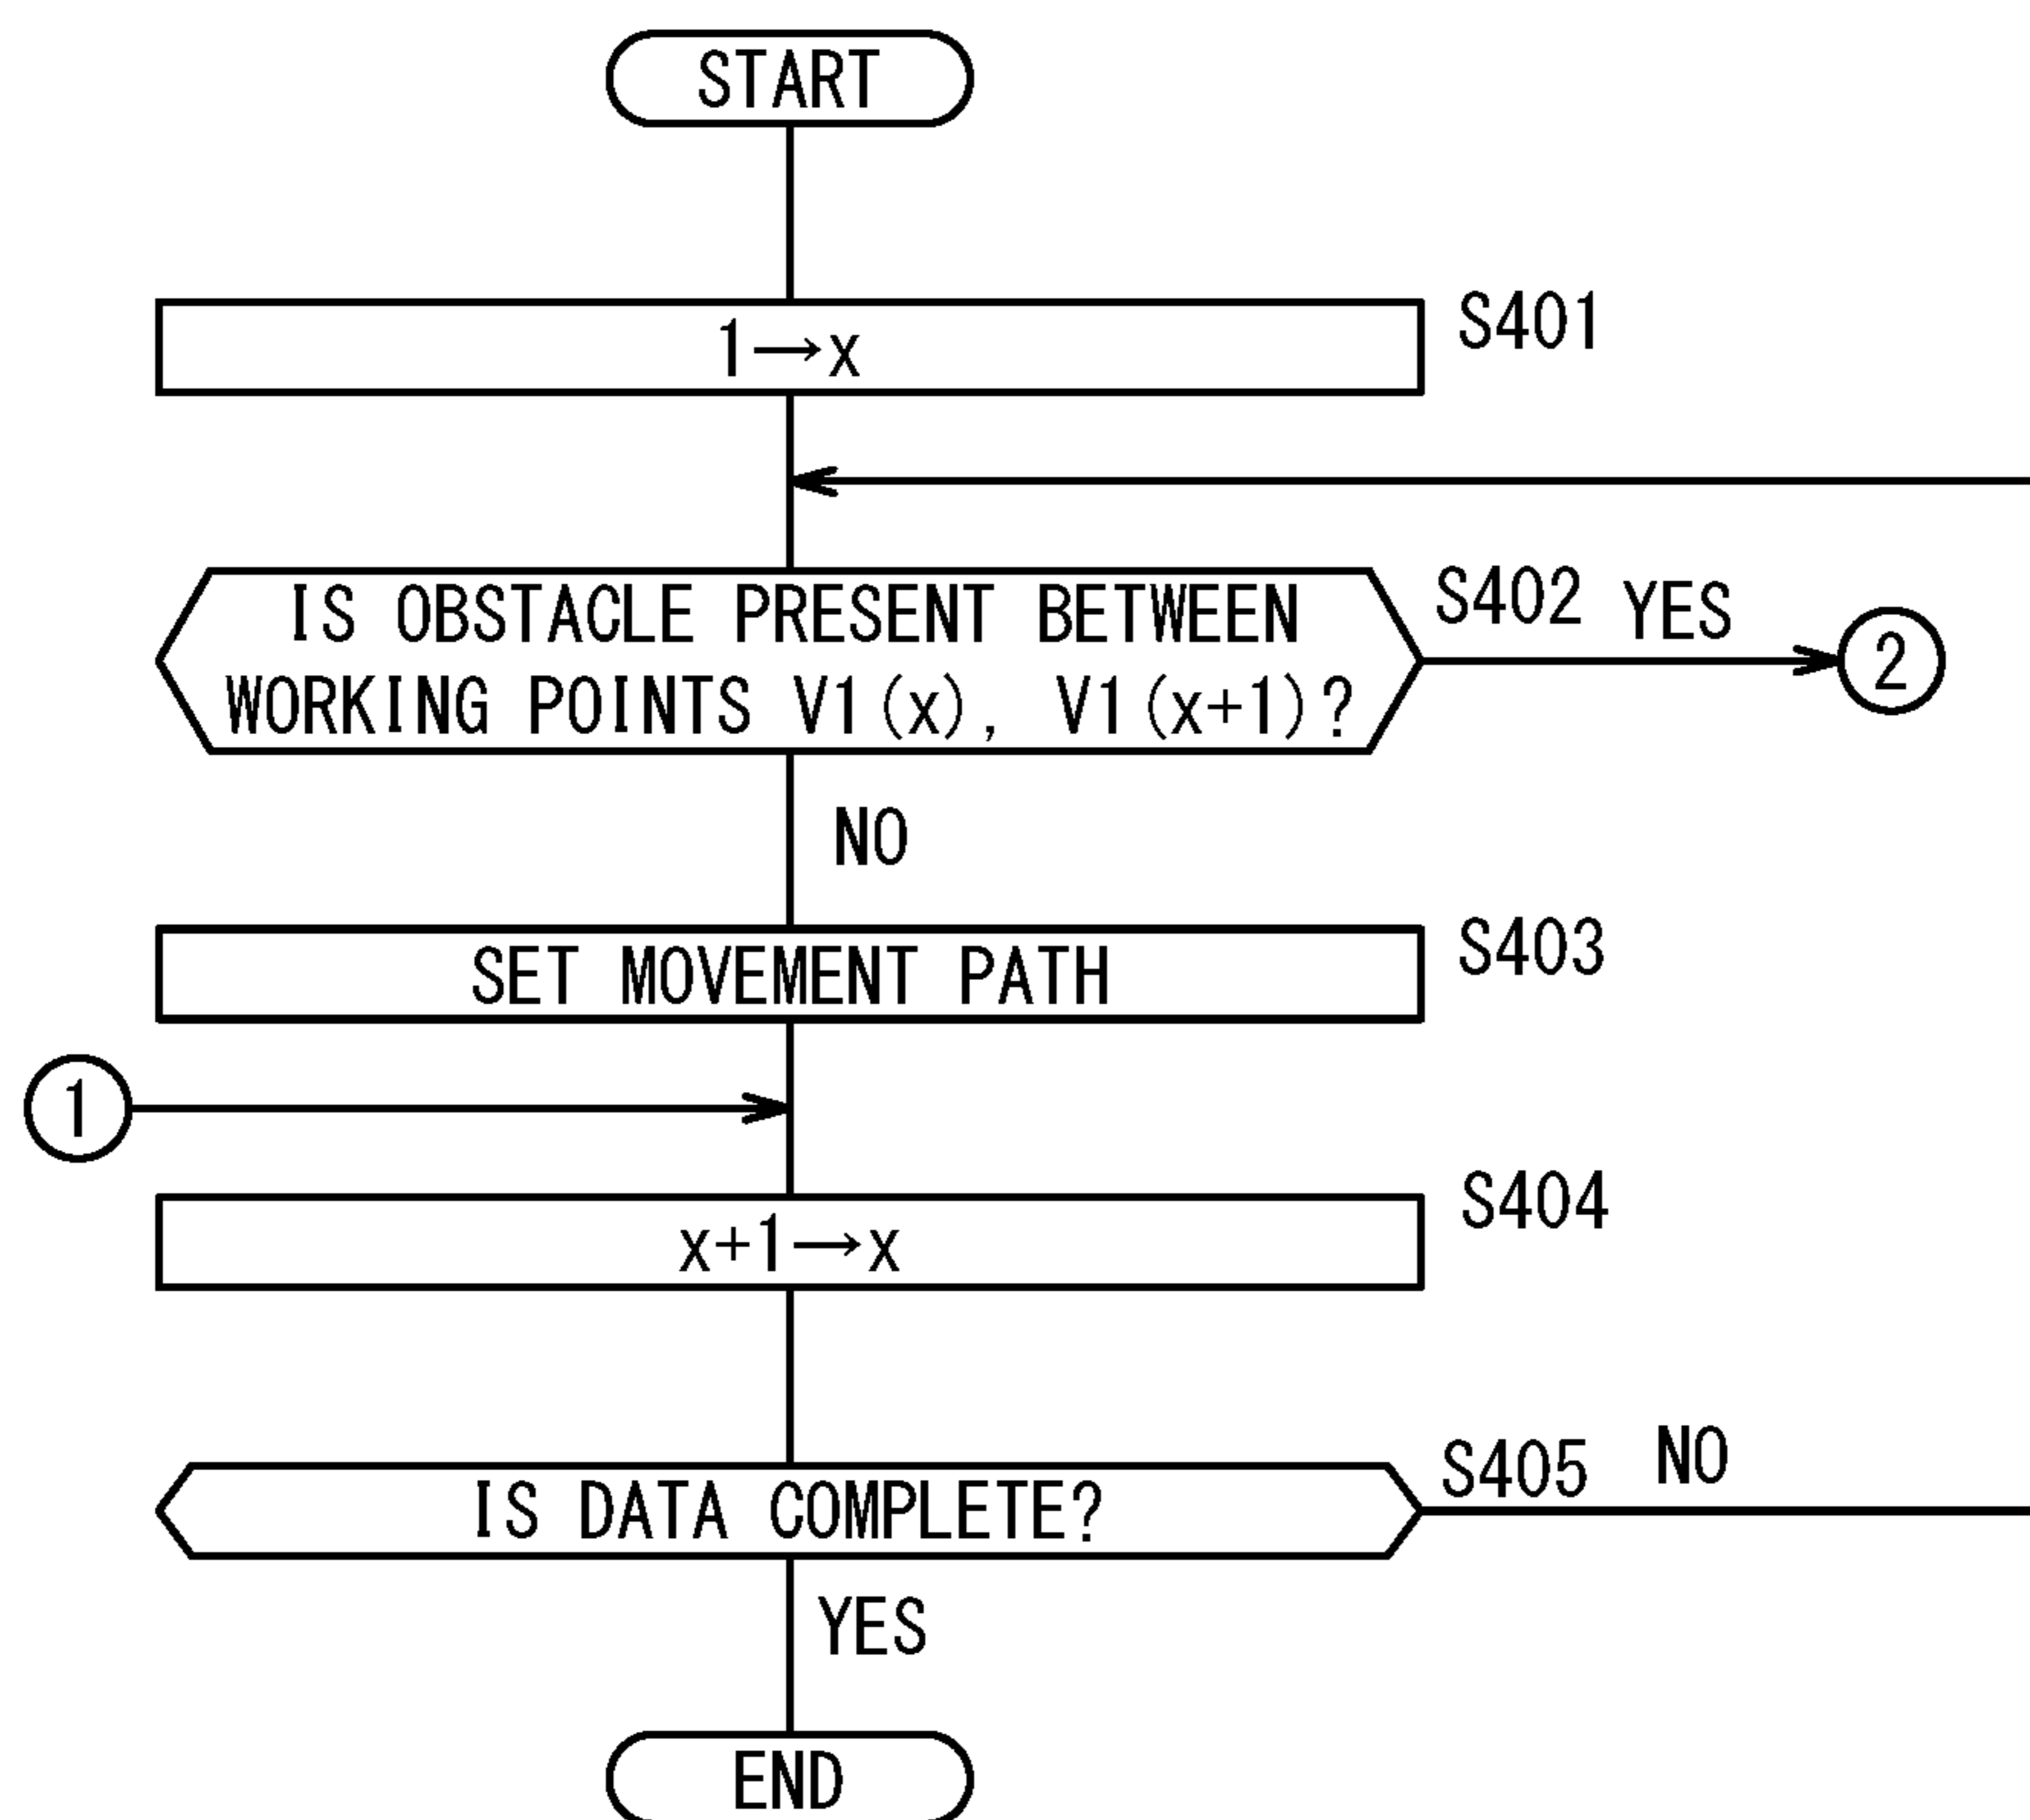 START
1→x
S401
IS OBSTACLE PRESENT BETWEEN
WORKING POINTS V1(x), V1(x+1)?
S402
YES
2
NO
SET MOVEMENT PATH
S403
1
x+1→x
S404
IS DATA COMPLETE?
S405
NO
YES
END